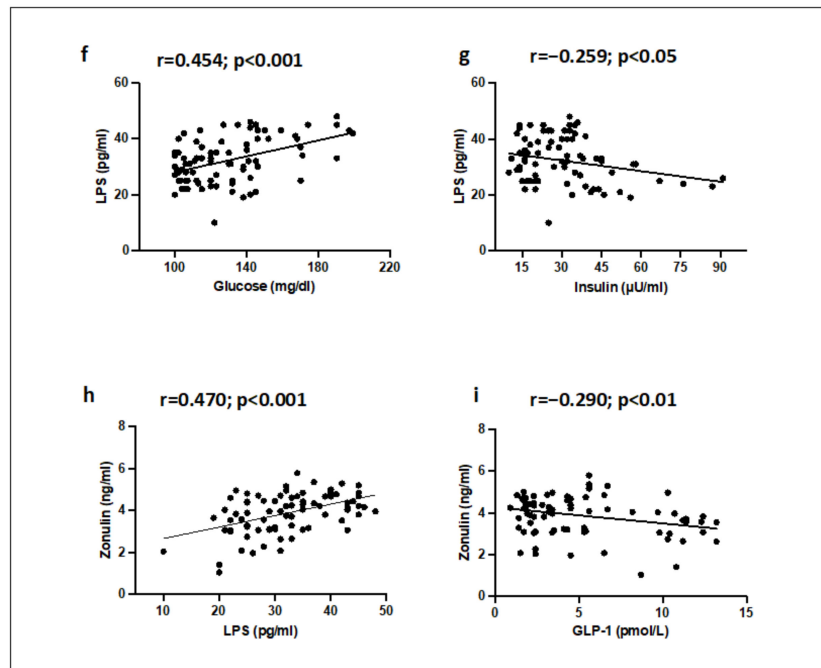 f
r=0.454; p<0.001
60
40
20
0
LPS (pg/ml)
100 140 180 220
Glucose (mg/dl)
g
r=−0.259; p<0.05
60
40
20
0
LPS (pg/ml)
15 30 45 60 75 90
Insulin (µU/ml)
h
r=0.470; p<0.001
8
6
4
2
0
Zonulin (ng/ml)
10 20 30 40 50
LPS (pg/ml)
i
r=−0.290; p<0.01
8
6
4
2
0
Zonulin (ng/ml)
0 5 10 15
GLP-1 (pmol/L)